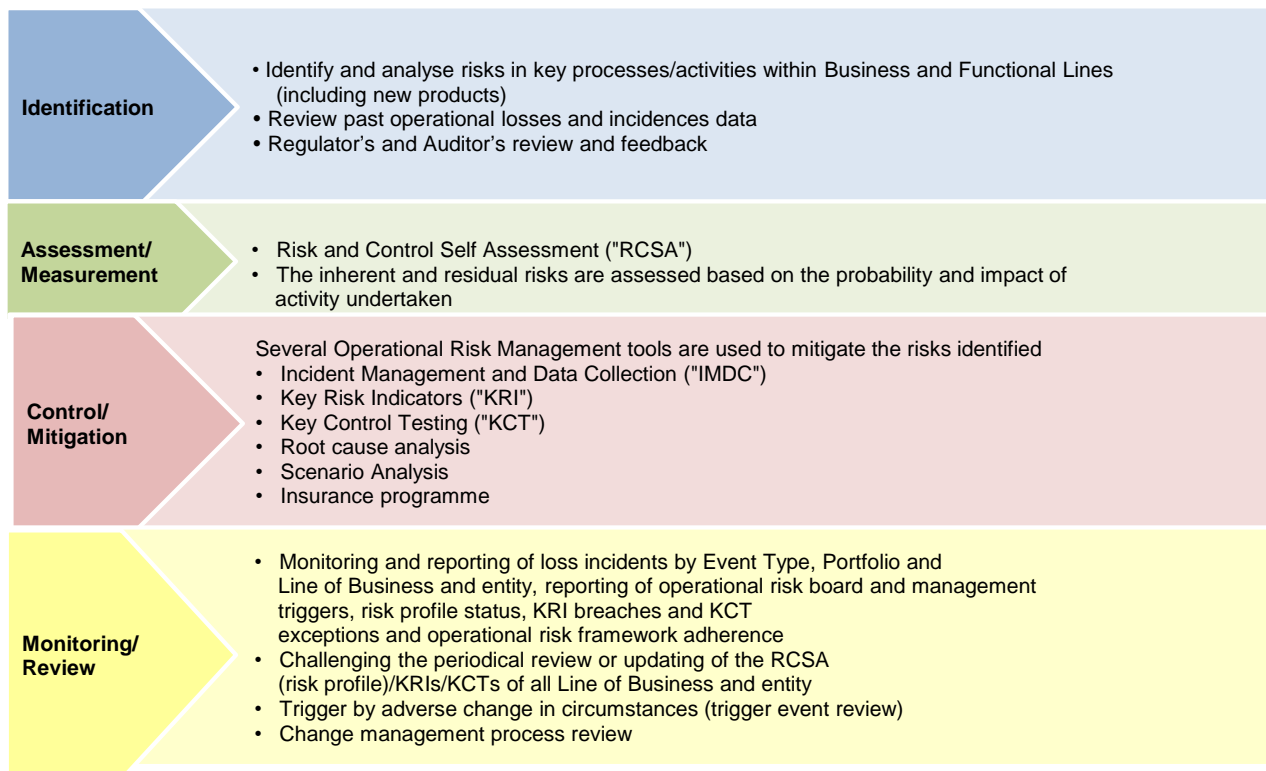 Identification
• Identify and analyse risks in key processes/activities within Business and Functional Lines
(including new products)
• Review past operational losses and incidences data
• Regulator’s and Auditor’s review and feedback
Assessment/
Measurement
• Risk and Control Self Assessment ("RCSA")
• The inherent and residual risks are assessed based on the probability and impact of
activity undertaken
Control/
Mitigation
Several Operational Risk Management tools are used to mitigate the risks identified
• Incident Management and Data Collection ("IMDC")
• Key Risk Indicators ("KRI")
• Key Control Testing ("KCT")
• Root cause analysis
• Scenario Analysis
• Insurance programme
Monitoring/
Review
• Monitoring and reporting of loss incidents by Event Type, Portfolio and
Line of Business and entity, reporting of operational risk board and management
triggers, risk profile status, KRI breaches and KCT
exceptions and operational risk framework adherence
• Challenging the periodical review or updating of the RCSA
(risk profile)/KRIs/KCTs of all Line of Business and entity
• Trigger by adverse change in circumstances (trigger event review)
• Change management process review